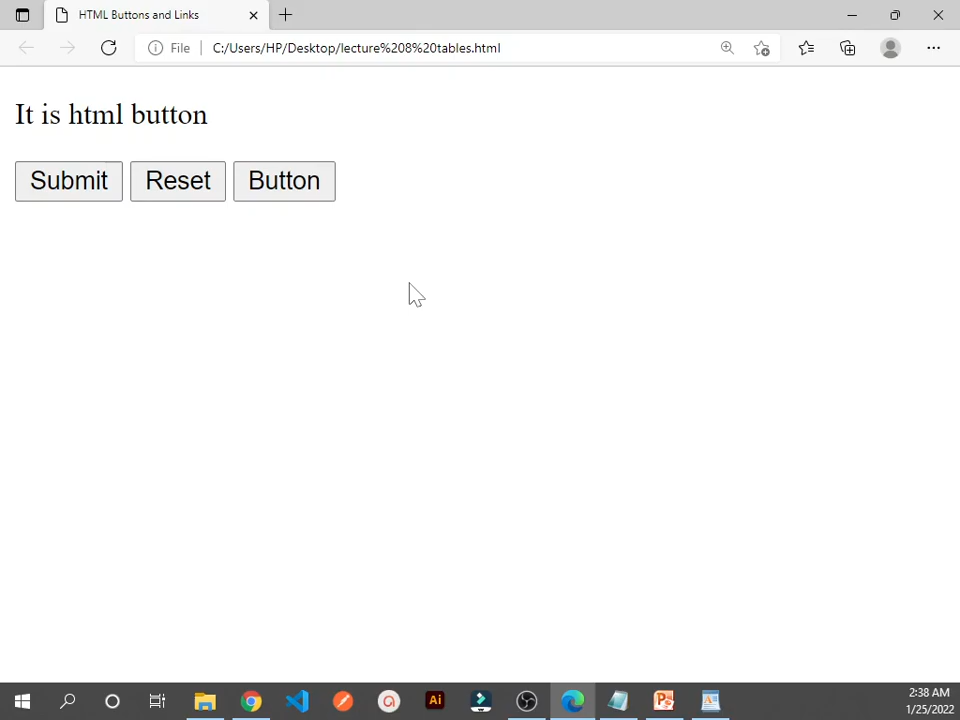 HTML Buttons and Links
File
C:/Users/HP/Desktop/lecture%208%20tables.html
It is html button
Submit Reset Button
Ai
2:38 AM
1/25/2022